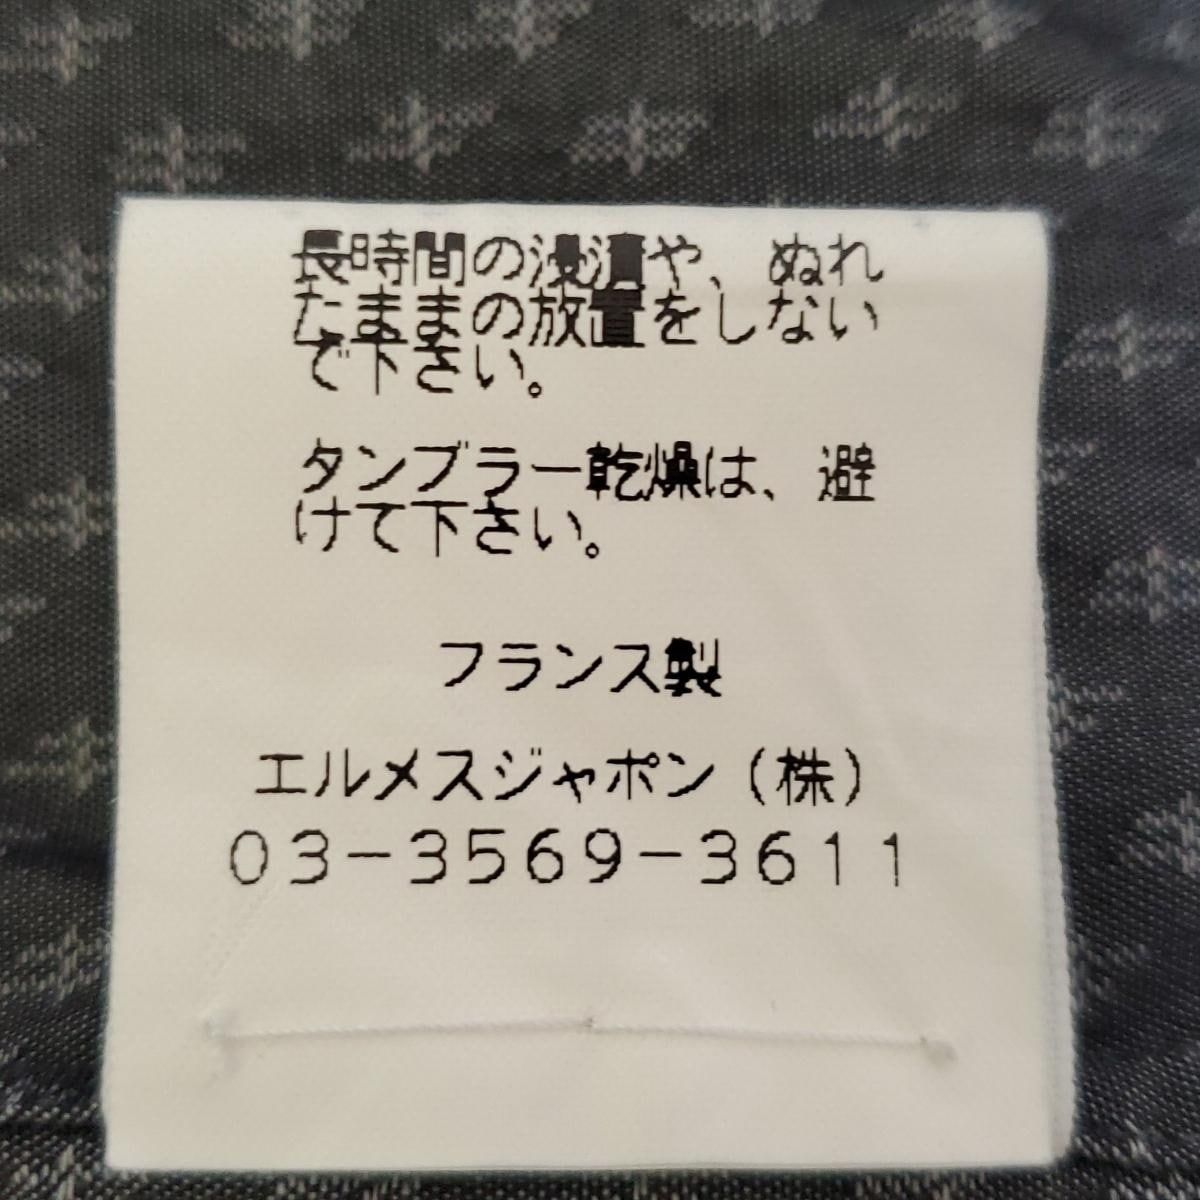 長時間の浸漬や、ぬれ
たままの放置をしない
で下さい。
タンブラー乾燥は、避
けて下さい。
フランス製
エルメスジャポン（株）
03-3569-3611